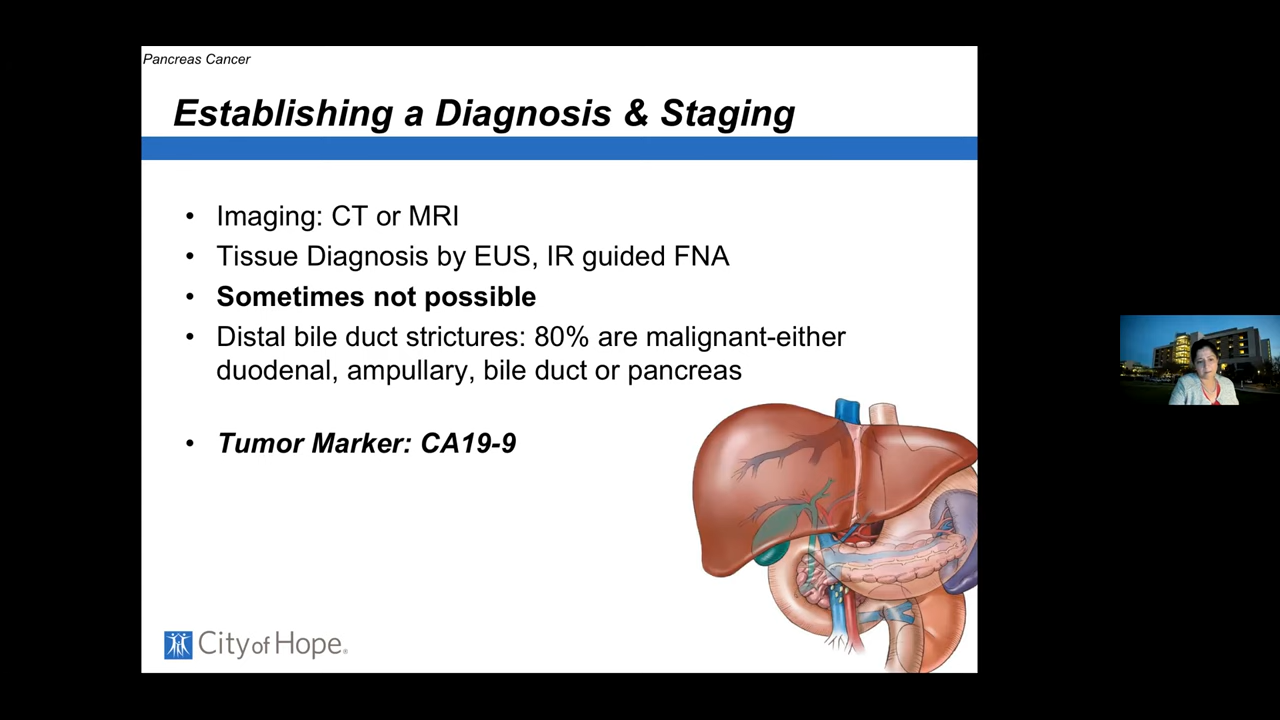 Pancreas Cancer
Establishing a Diagnosis & Staging
• Imaging: CT or MRI
• Tissue Diagnosis by EUS, IR guided FNA
• Sometimes not possible
• Distal bile duct strictures: 80% are malignant-either
duodenal, ampullary, bile duct or pancreas
• Tumor Marker: CA19-9
City of Hope®